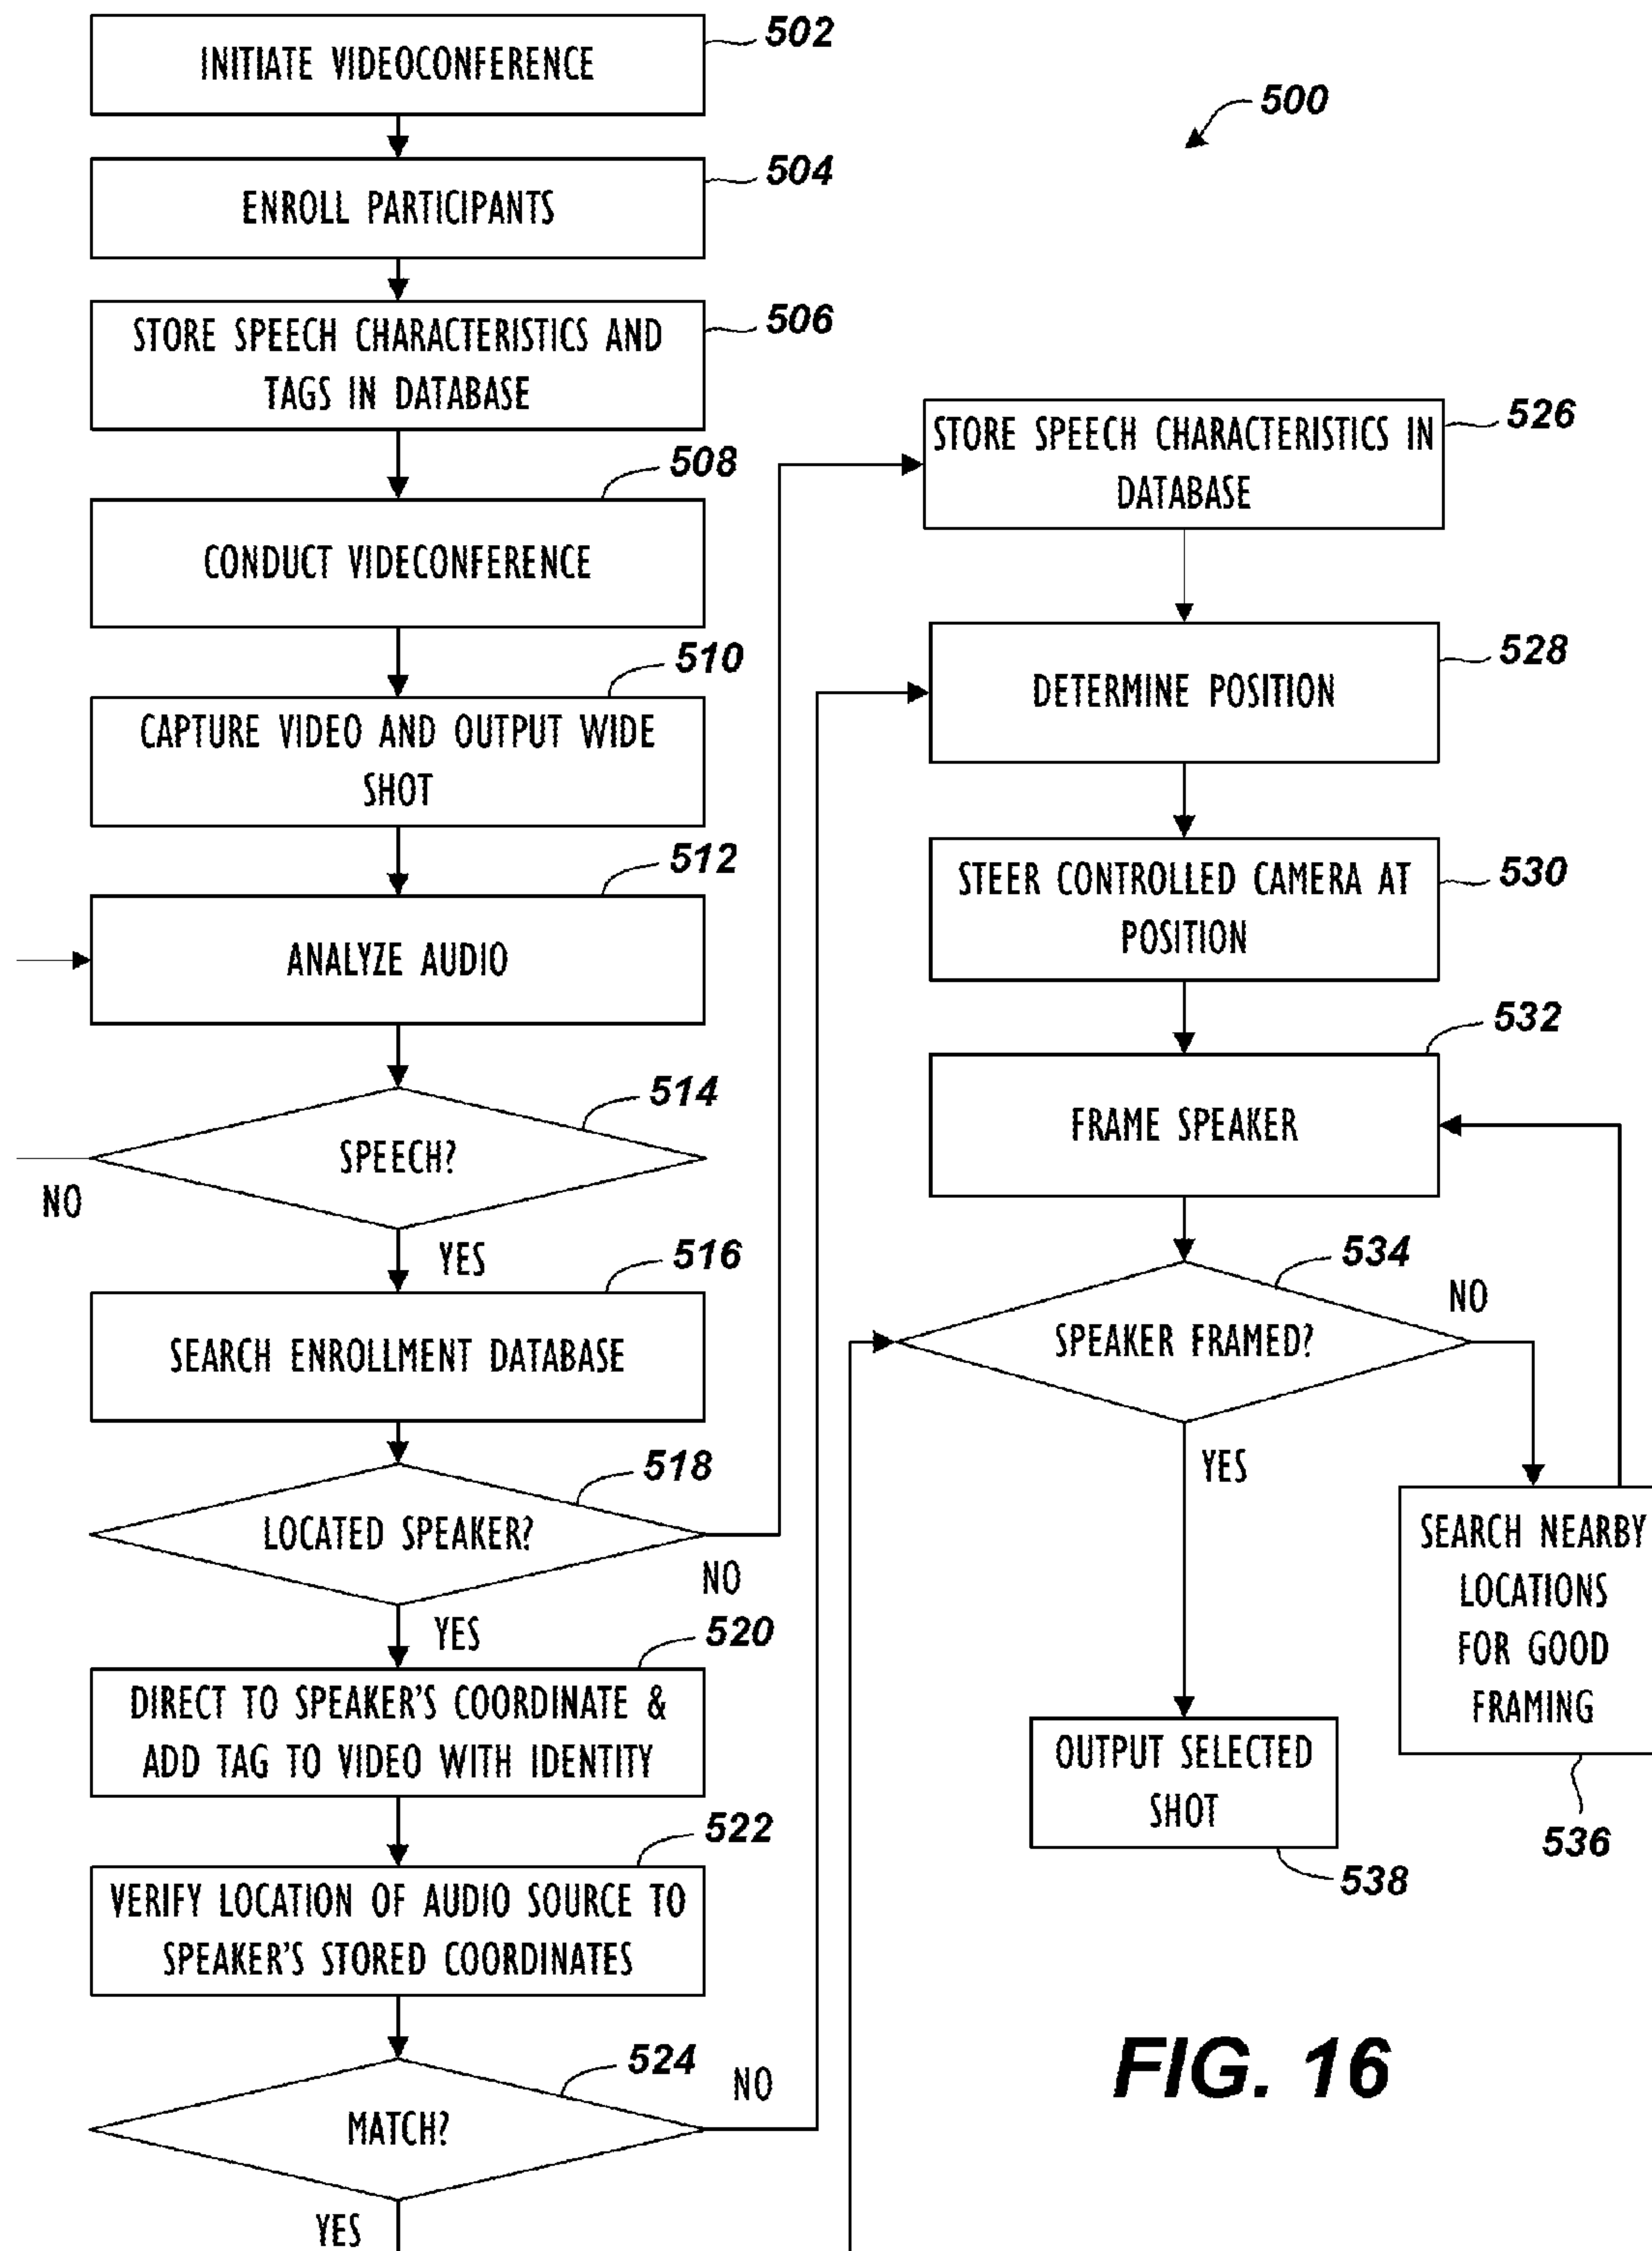 INITIATE VIDEOCONFERENCE
502
ENROLL PARTICIPANTS
504
STORE SPEECH CHARACTERISTICS AND
TAGS IN DATABASE
506
508
CONDUCT VIDECONFERENCE
510
CAPTURE VIDEO AND OUTPUT WIDE
SHOT
512
ANALYZE AUDIO
514
SPEECH?
NO
YES
516
SEARCH ENROLLMENT DATABASE
518
LOCATED SPEAKER?
NO
YES
520
DIRECT TO SPEAKER'S COORDINATE &
ADD TAG TO VIDEO WITH IDENTITY
522
VERIFY LOCATION OF AUDIO SOURCE TO
SPEAKER'S STORED COORDINATES
524
NO
MATCH?
YES
500
STORE SPEECH CHARACTERISTICS IN
DATABASE
526
528
DETERMINE POSITION
STEER CONTROLLED CAMERA AT
POSITION
530
532
FRAME SPEAKER
534
NO
SPEAKER FRAMED?
YES
SEARCH NEARBY
LOCATIONS
FOR GOOD
FRAMING
536
OUTPUT SELECTED
SHOT
538
FIG. 16